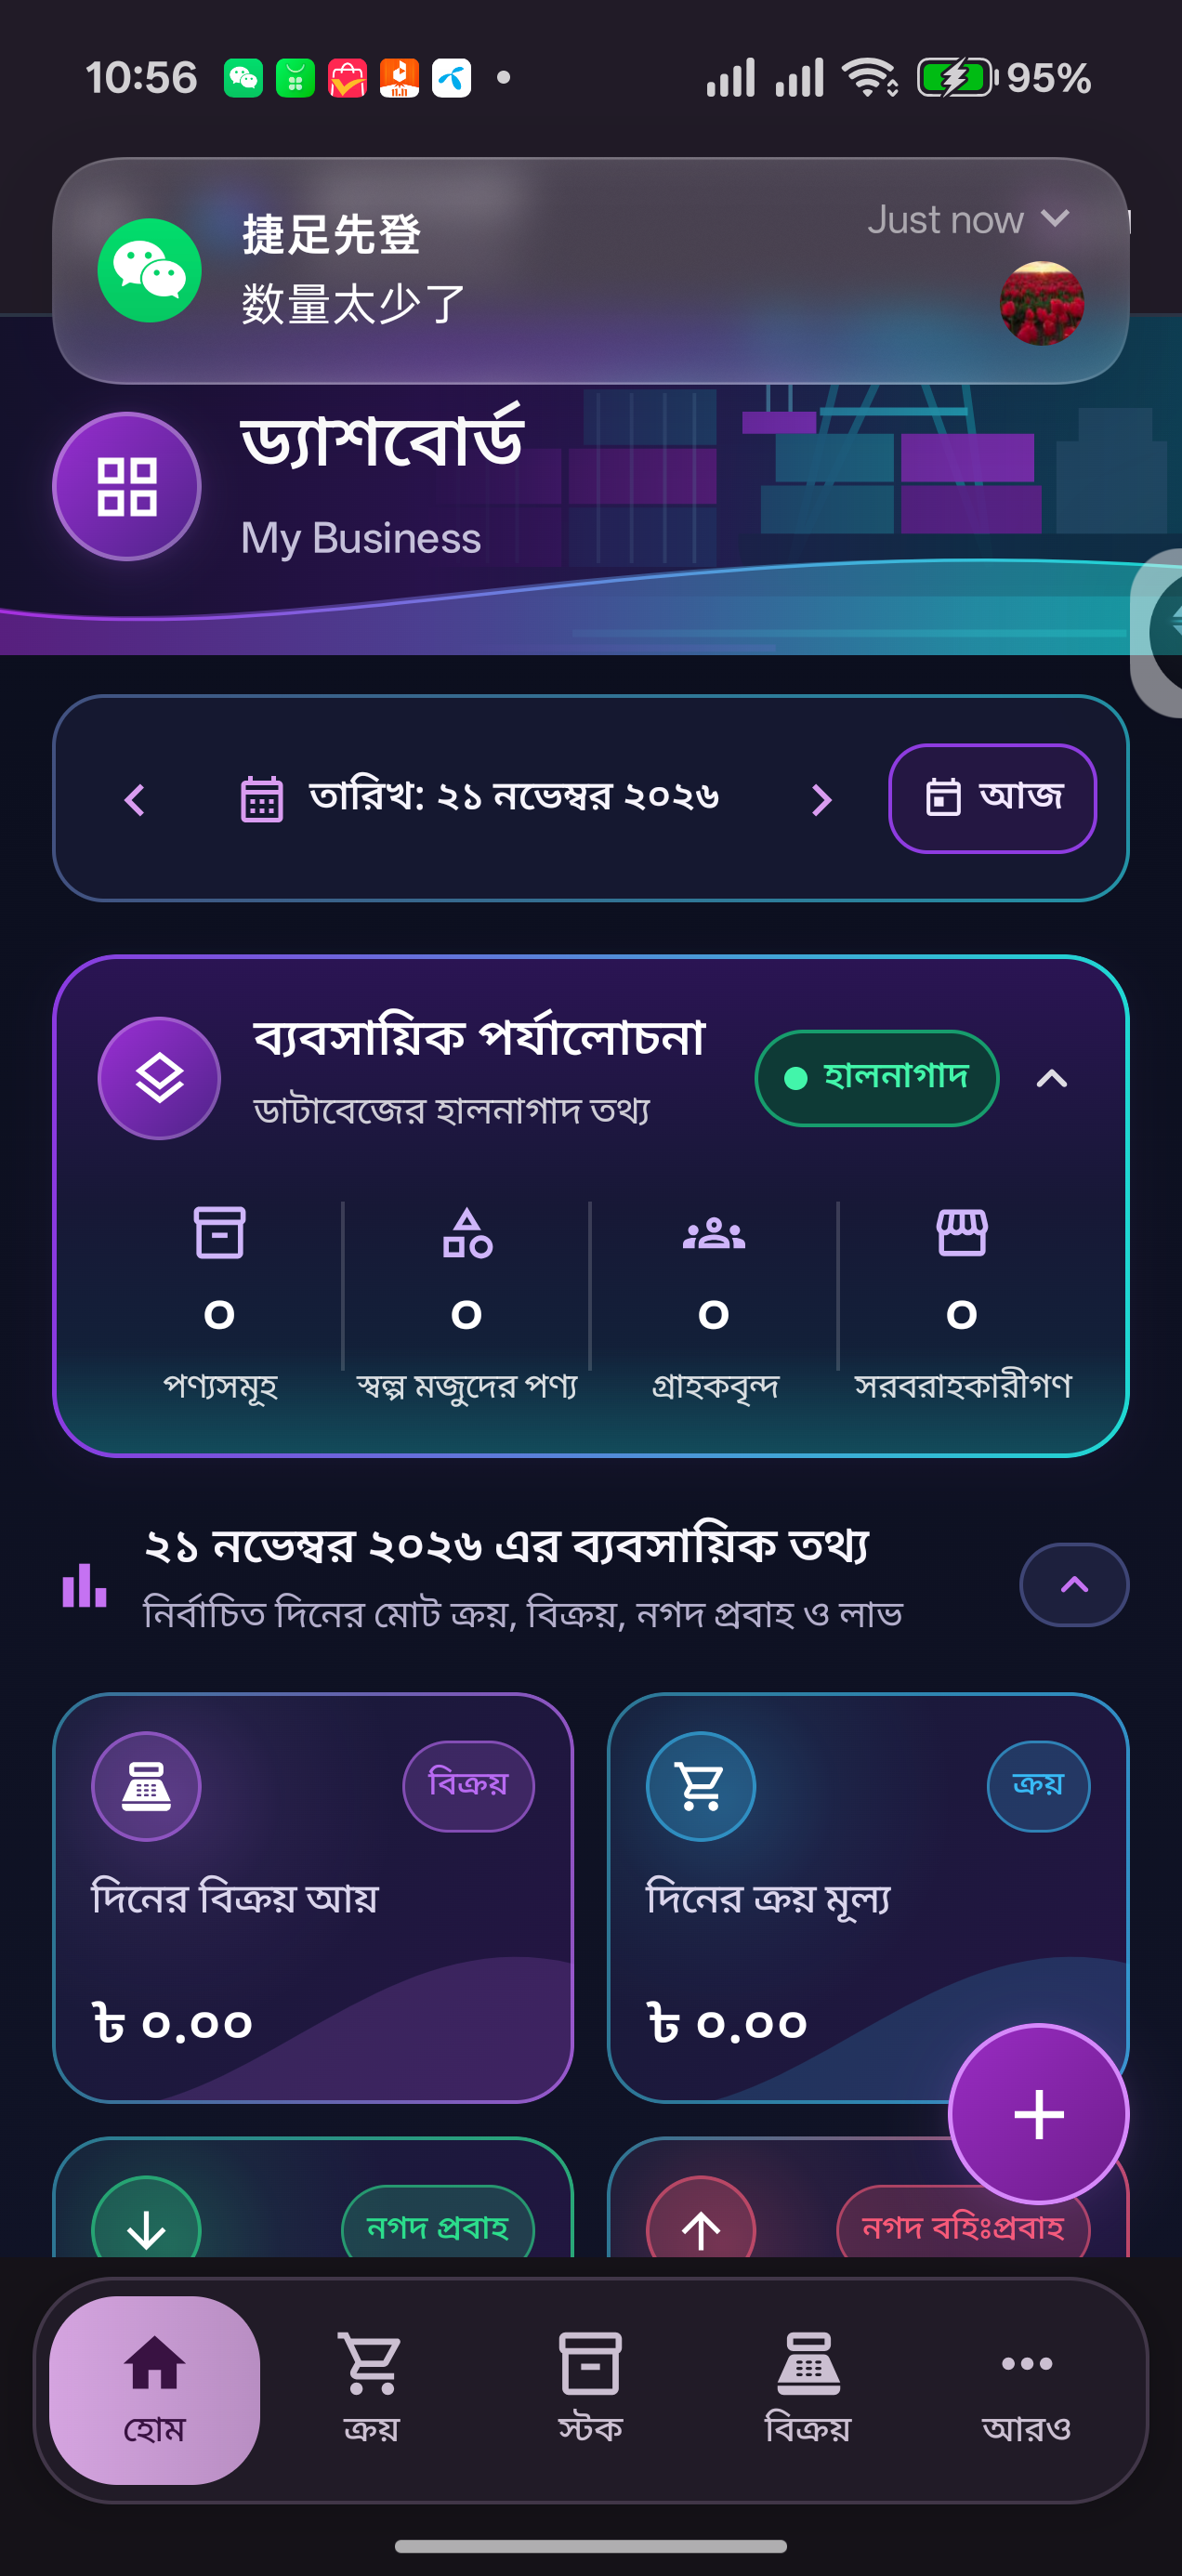 10:56
95%
捷足先登
Just now
数量太少了
ড্যাশবোর্ড
My Business
তারিখ: ২১ নভেম্বর ২০২৬
আজ
ব্যবসায়িক পর্যালোচনা
ডাটাবেজের হালনাগাদ তথ্য
হালনাগাদ
০ ০ ০ ০
পণ্যসমূহ স্বল্প মজুদের পণ্য গ্রাহকবৃন্দ সরবরাহকারীগণ
২১ নভেম্বর ২০২৬ এর ব্যবসায়িক তথ্য
নির্বাচিত দিনের মোট ক্রয়, বিক্রয়, নগদ প্রবাহ ও লাভ
বিক্রয়
দিনের বিক্রয় আয়
৳ ০.০০
ক্রয়
দিনের ক্রয় মূল্য
৳ ০.০০
নগদ প্রবাহ
নগদ বহিঃপ্রবাহ
হোম ক্রয় স্টক বিক্রয় আরও